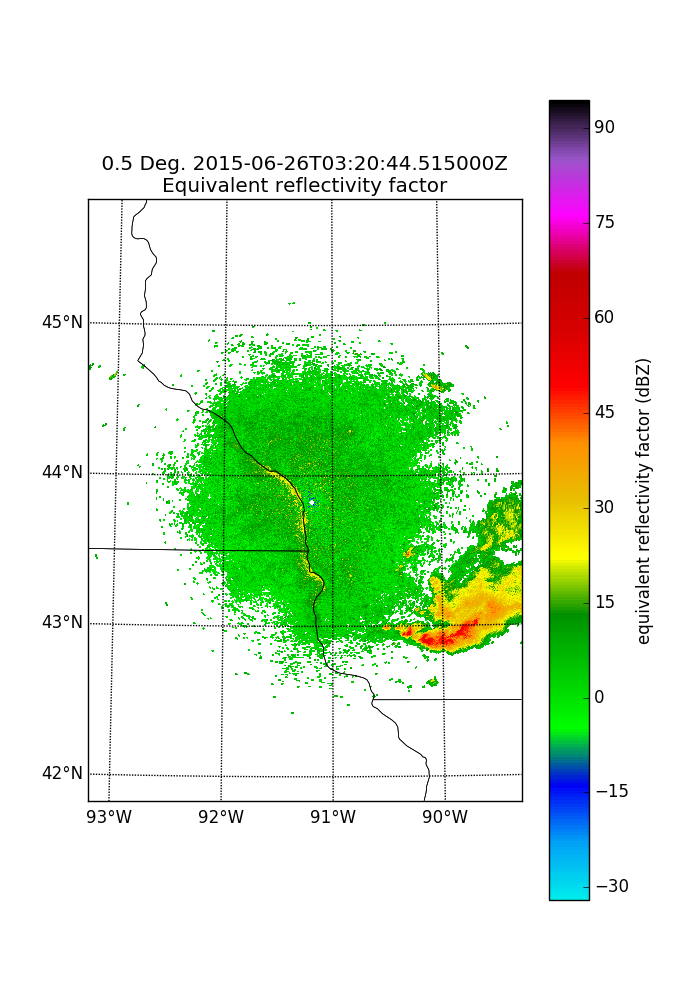 0.5 Deg. 2015-06-26T03:20:44.515000Z
Equivalent reflectivity factor
90
75
60
45
30
15
0
−15
−30
equivalent reflectivity factor (dBZ)
45°N
44°N
43°N
42°N
93°W 92°W 91°W 90°W